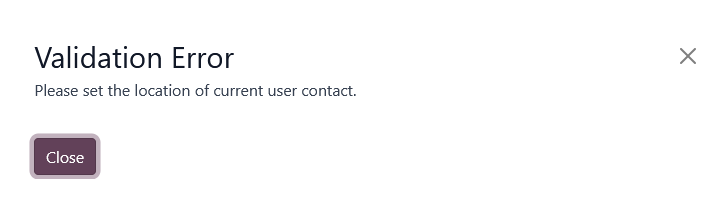 Validation Error
Please set the location of current user contact.
Close